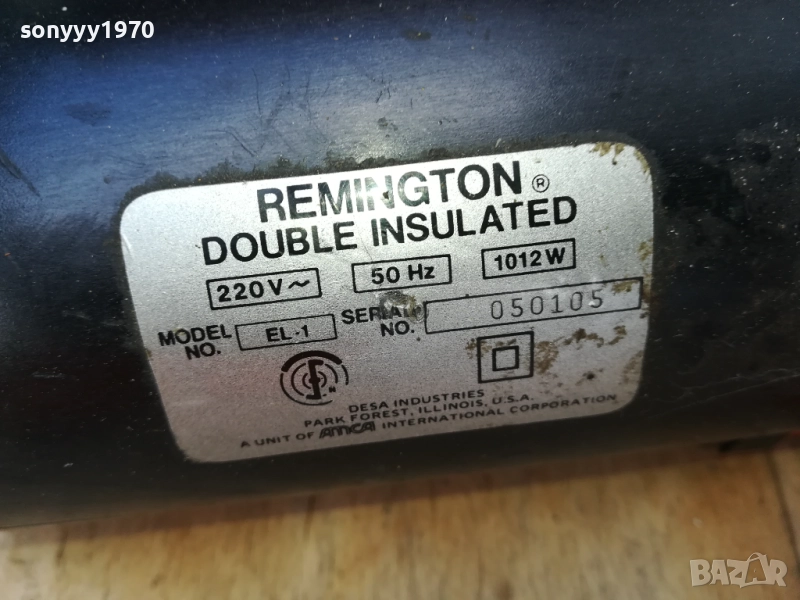 sonyyy1970
REMINGTON ®
DOUBLE INSULATED
220V~ 50 Hz 1012W
MODEL NO. EL-1 SERIAL NO. 050105
DESA INDUSTRIES
PARK FOREST, ILLINOIS, U.S.A.
A UNIT OF AMCA INTERNATIONAL CORPORATION
BAZAR